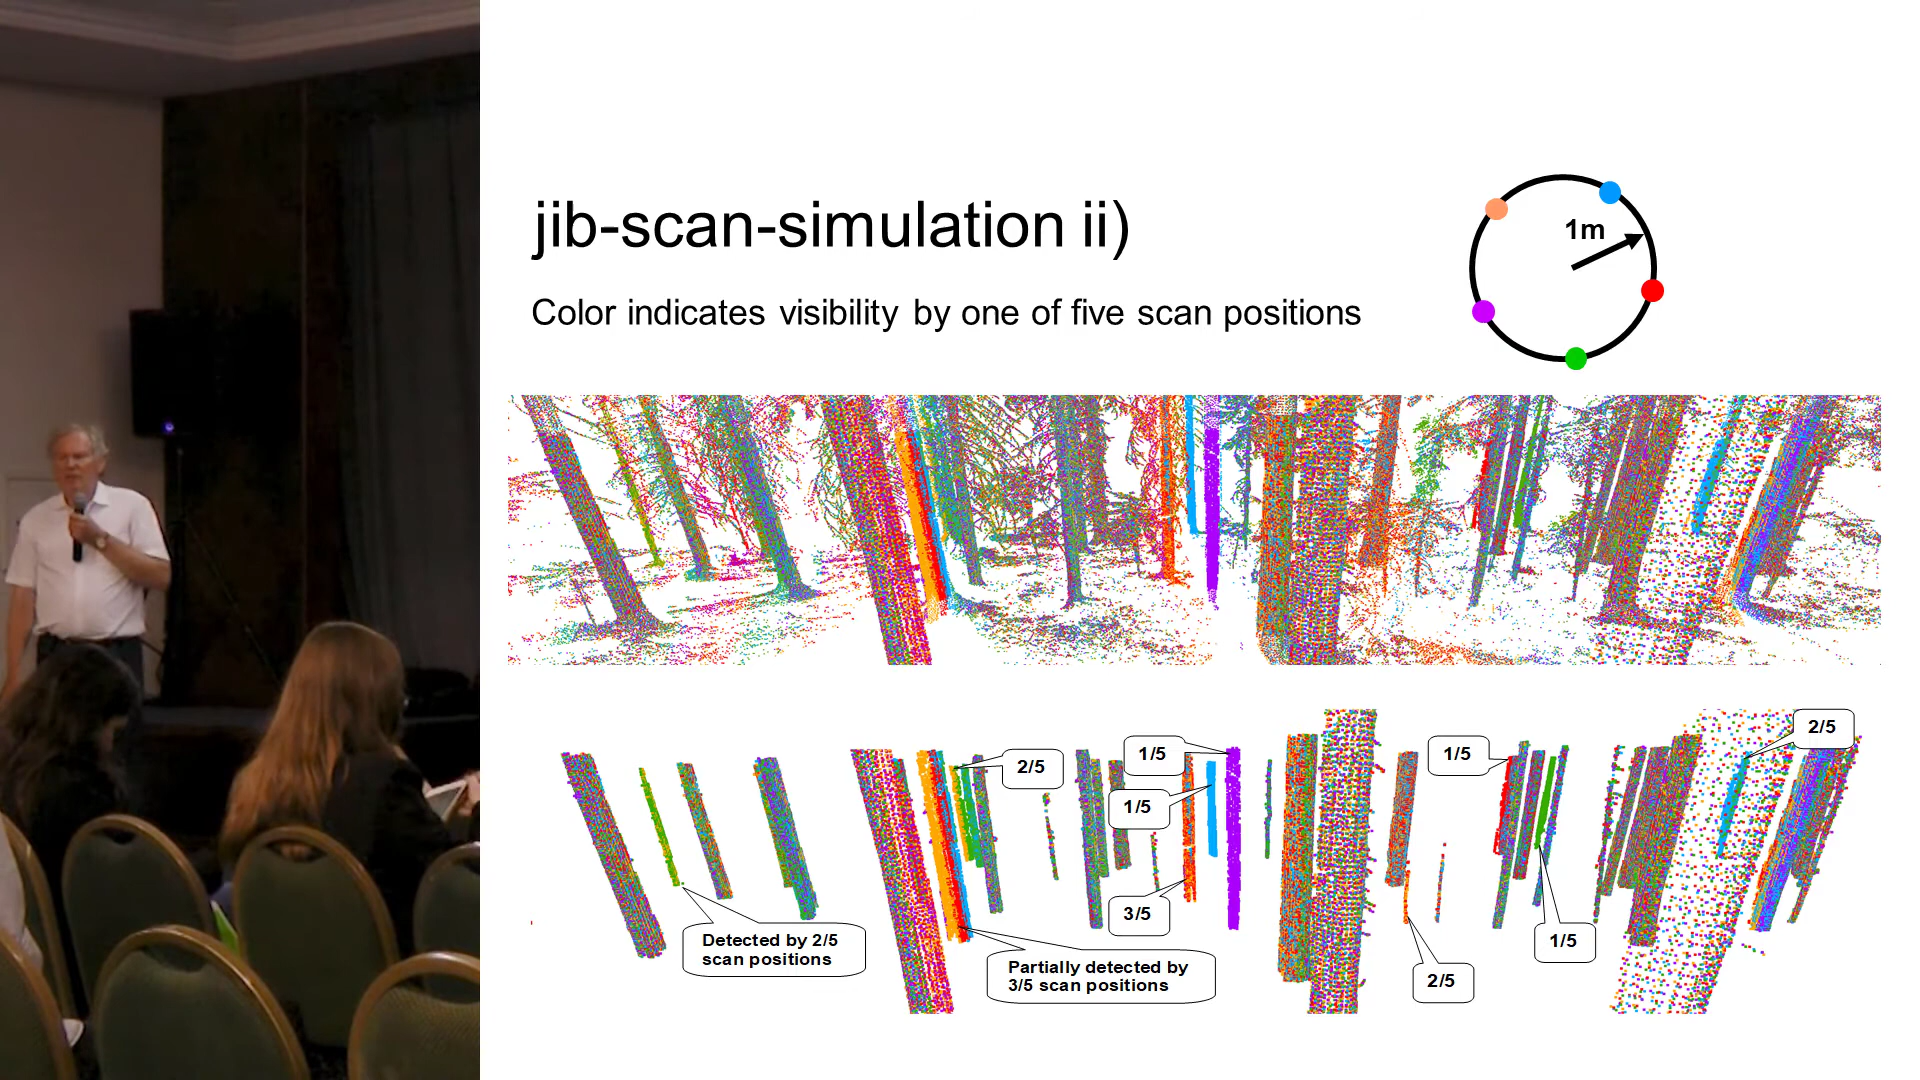 jib-scan-simulation ii)
1m
Color indicates visibility by one of five scan positions
2/5
1/5
2/5
1/5
1/5
3/5
Detected by 2/5
scan positions
Partially detected by
3/5 scan positions
2/5
1/5